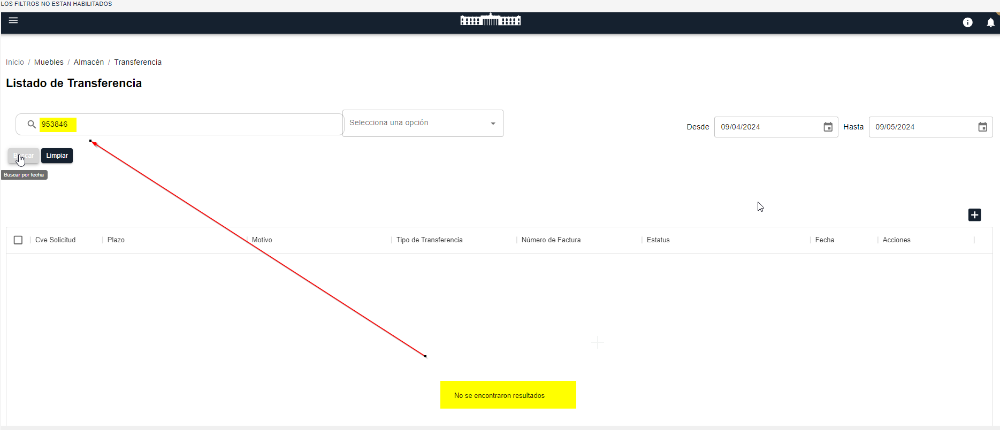 LOS FILTROS NO ESTAN HABILITADOS
Inicio / Muebles / Almacén / Transferencia
Listado de Transferencia
953846
Selecciona una opción
Desde 09/04/2024 Hasta 09/05/2024
Buscar Limpiar
Buscar por fecha
Cve Solicitud Plazo Motivo Tipo de Transferencia Número de Factura Estatus Fecha Acciones
No se encontraron resultados